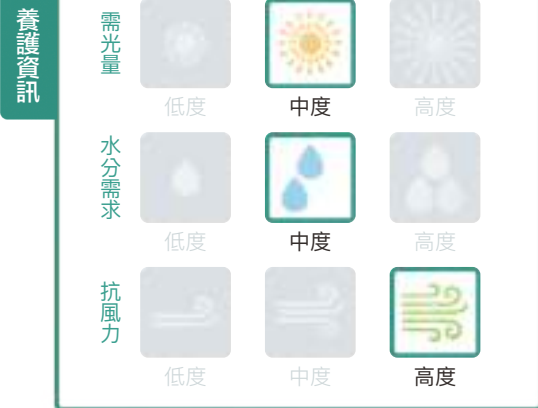 養護資訊
需光量
低度 中度 高度
水分需求
低度 中度 高度
抗風力
低度 中度 高度